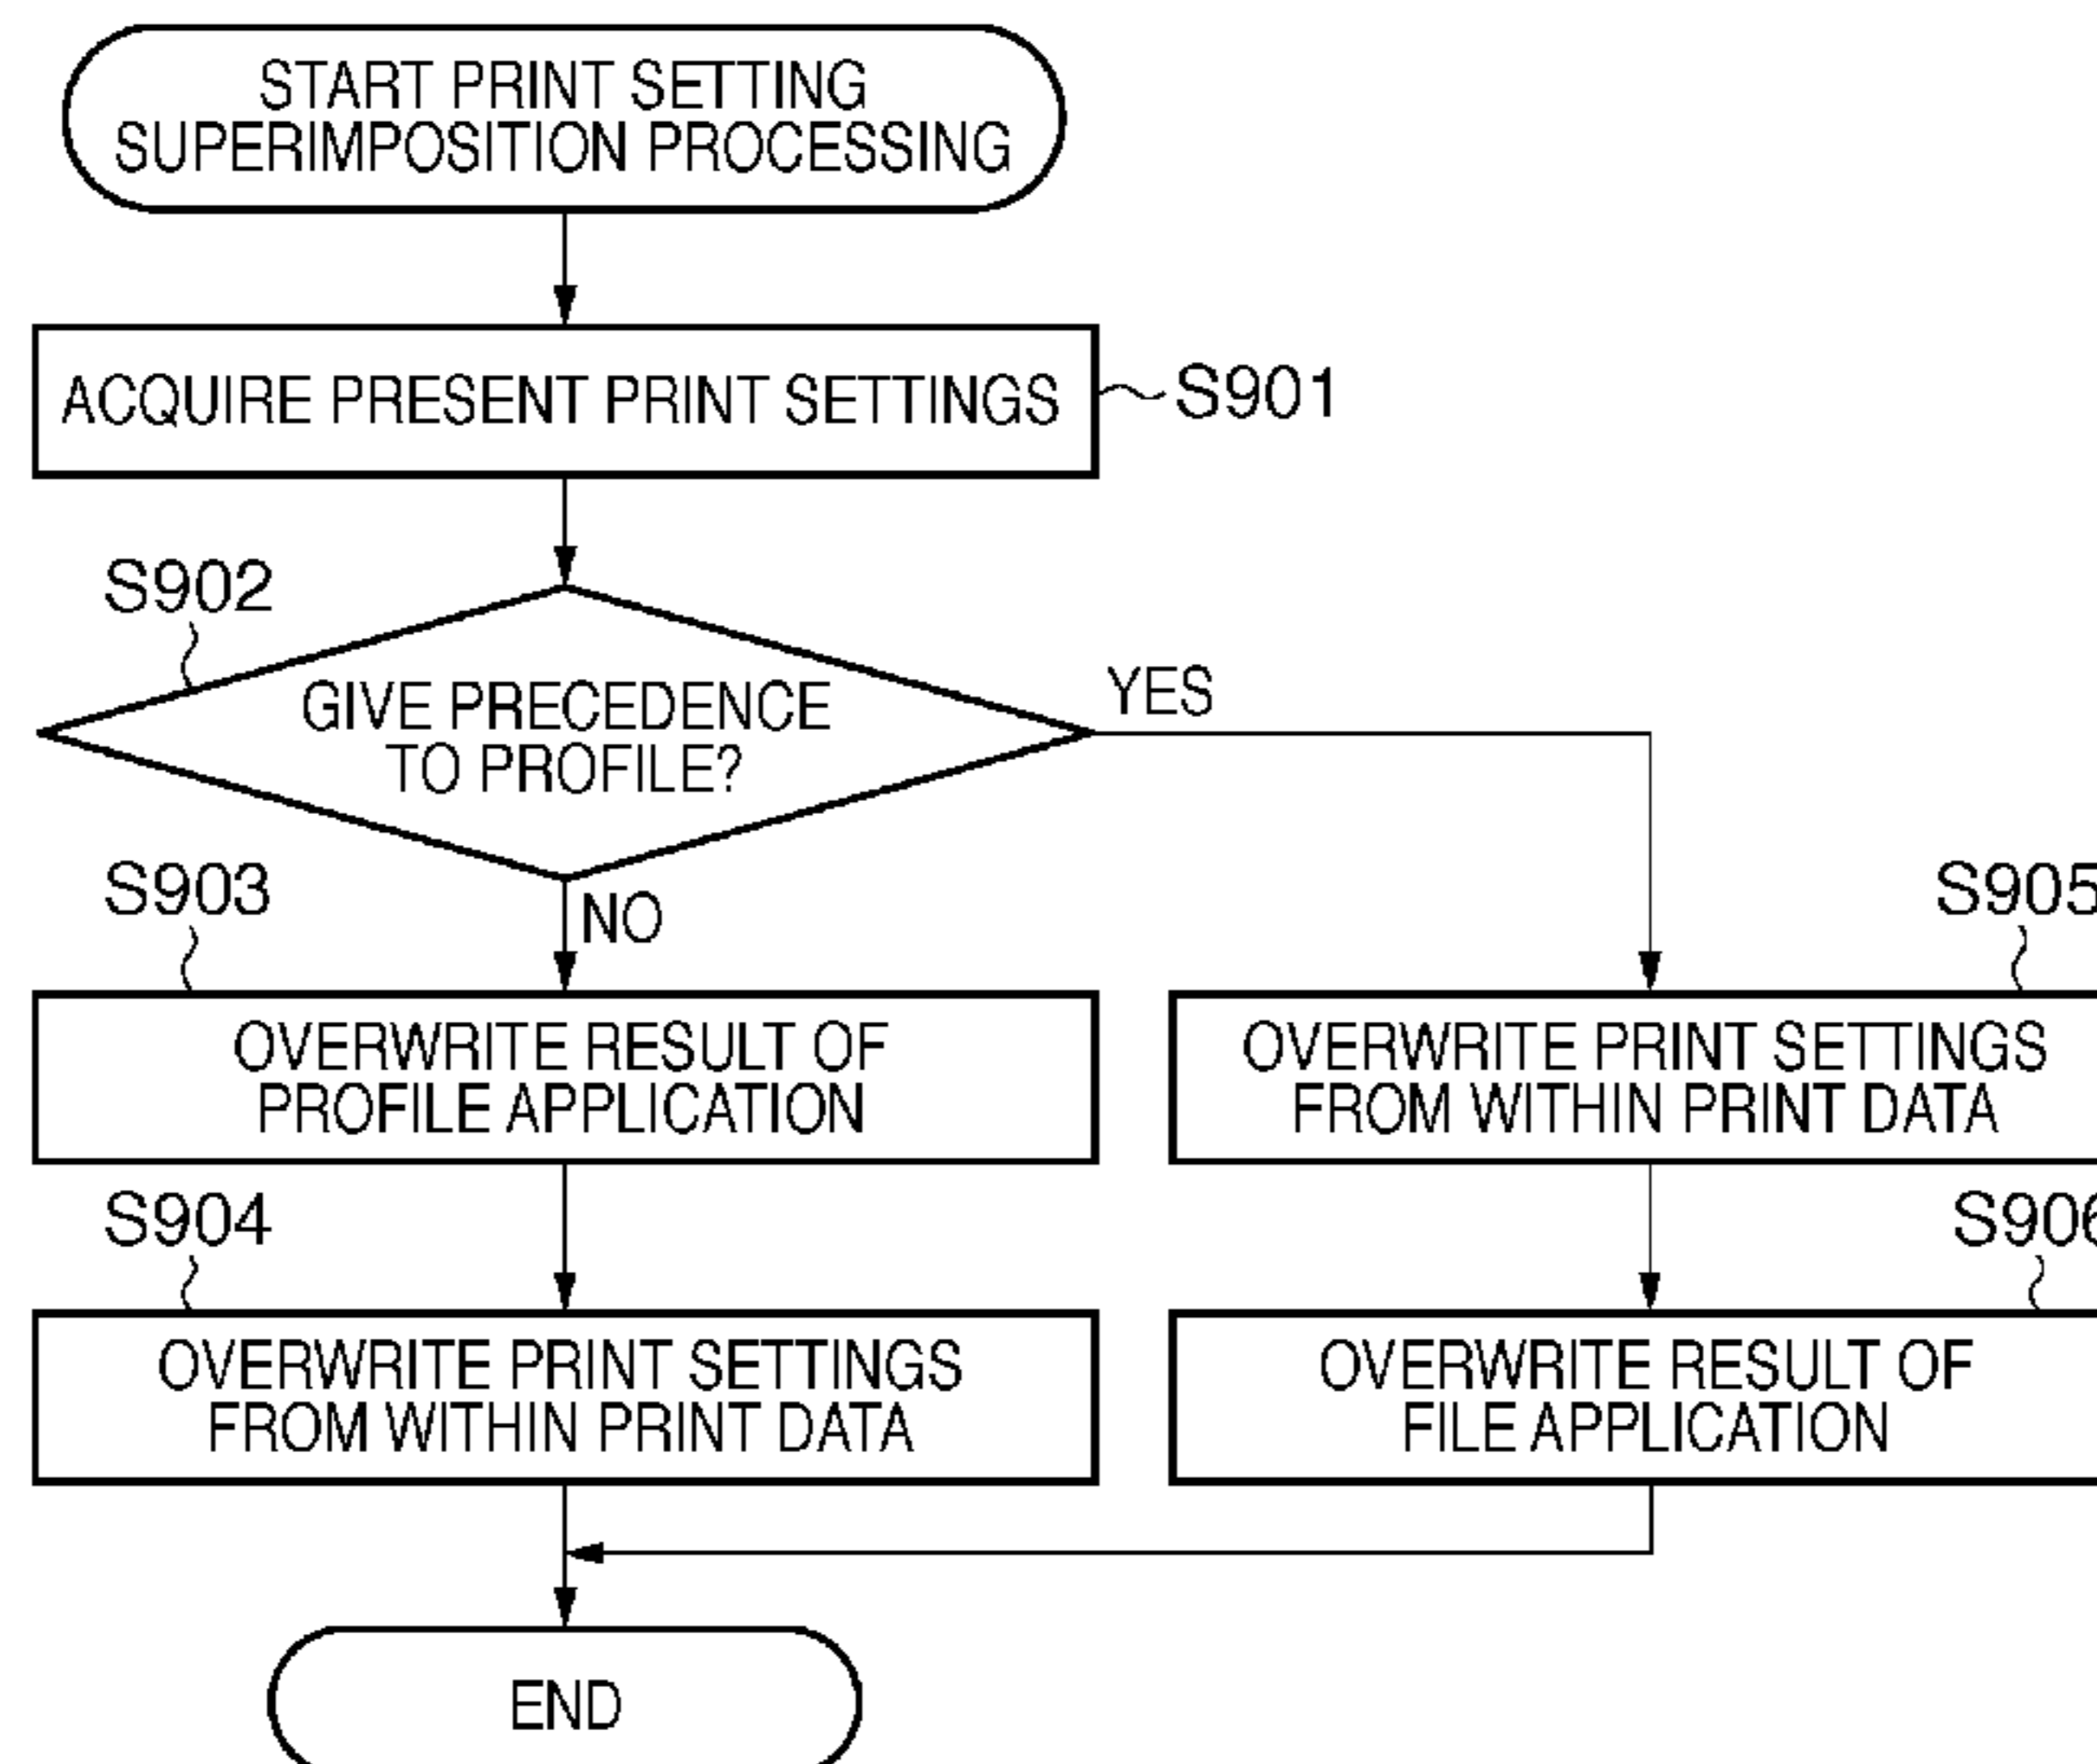 START PRINT SETTING
SUPERIMPOSITION PROCESSING
ACQUIRE PRESENT PRINT SETTINGS
S901
S902
GIVE PRECEDENCE
TO PROFILE?
YES
NO
S903
OVERWRITE RESULT OF
PROFILE APPLICATION
S905
OVERWRITE PRINT SETTINGS
FROM WITHIN PRINT DATA
S904
OVERWRITE PRINT SETTINGS
FROM WITHIN PRINT DATA
S906
OVERWRITE RESULT OF
FILE APPLICATION
END